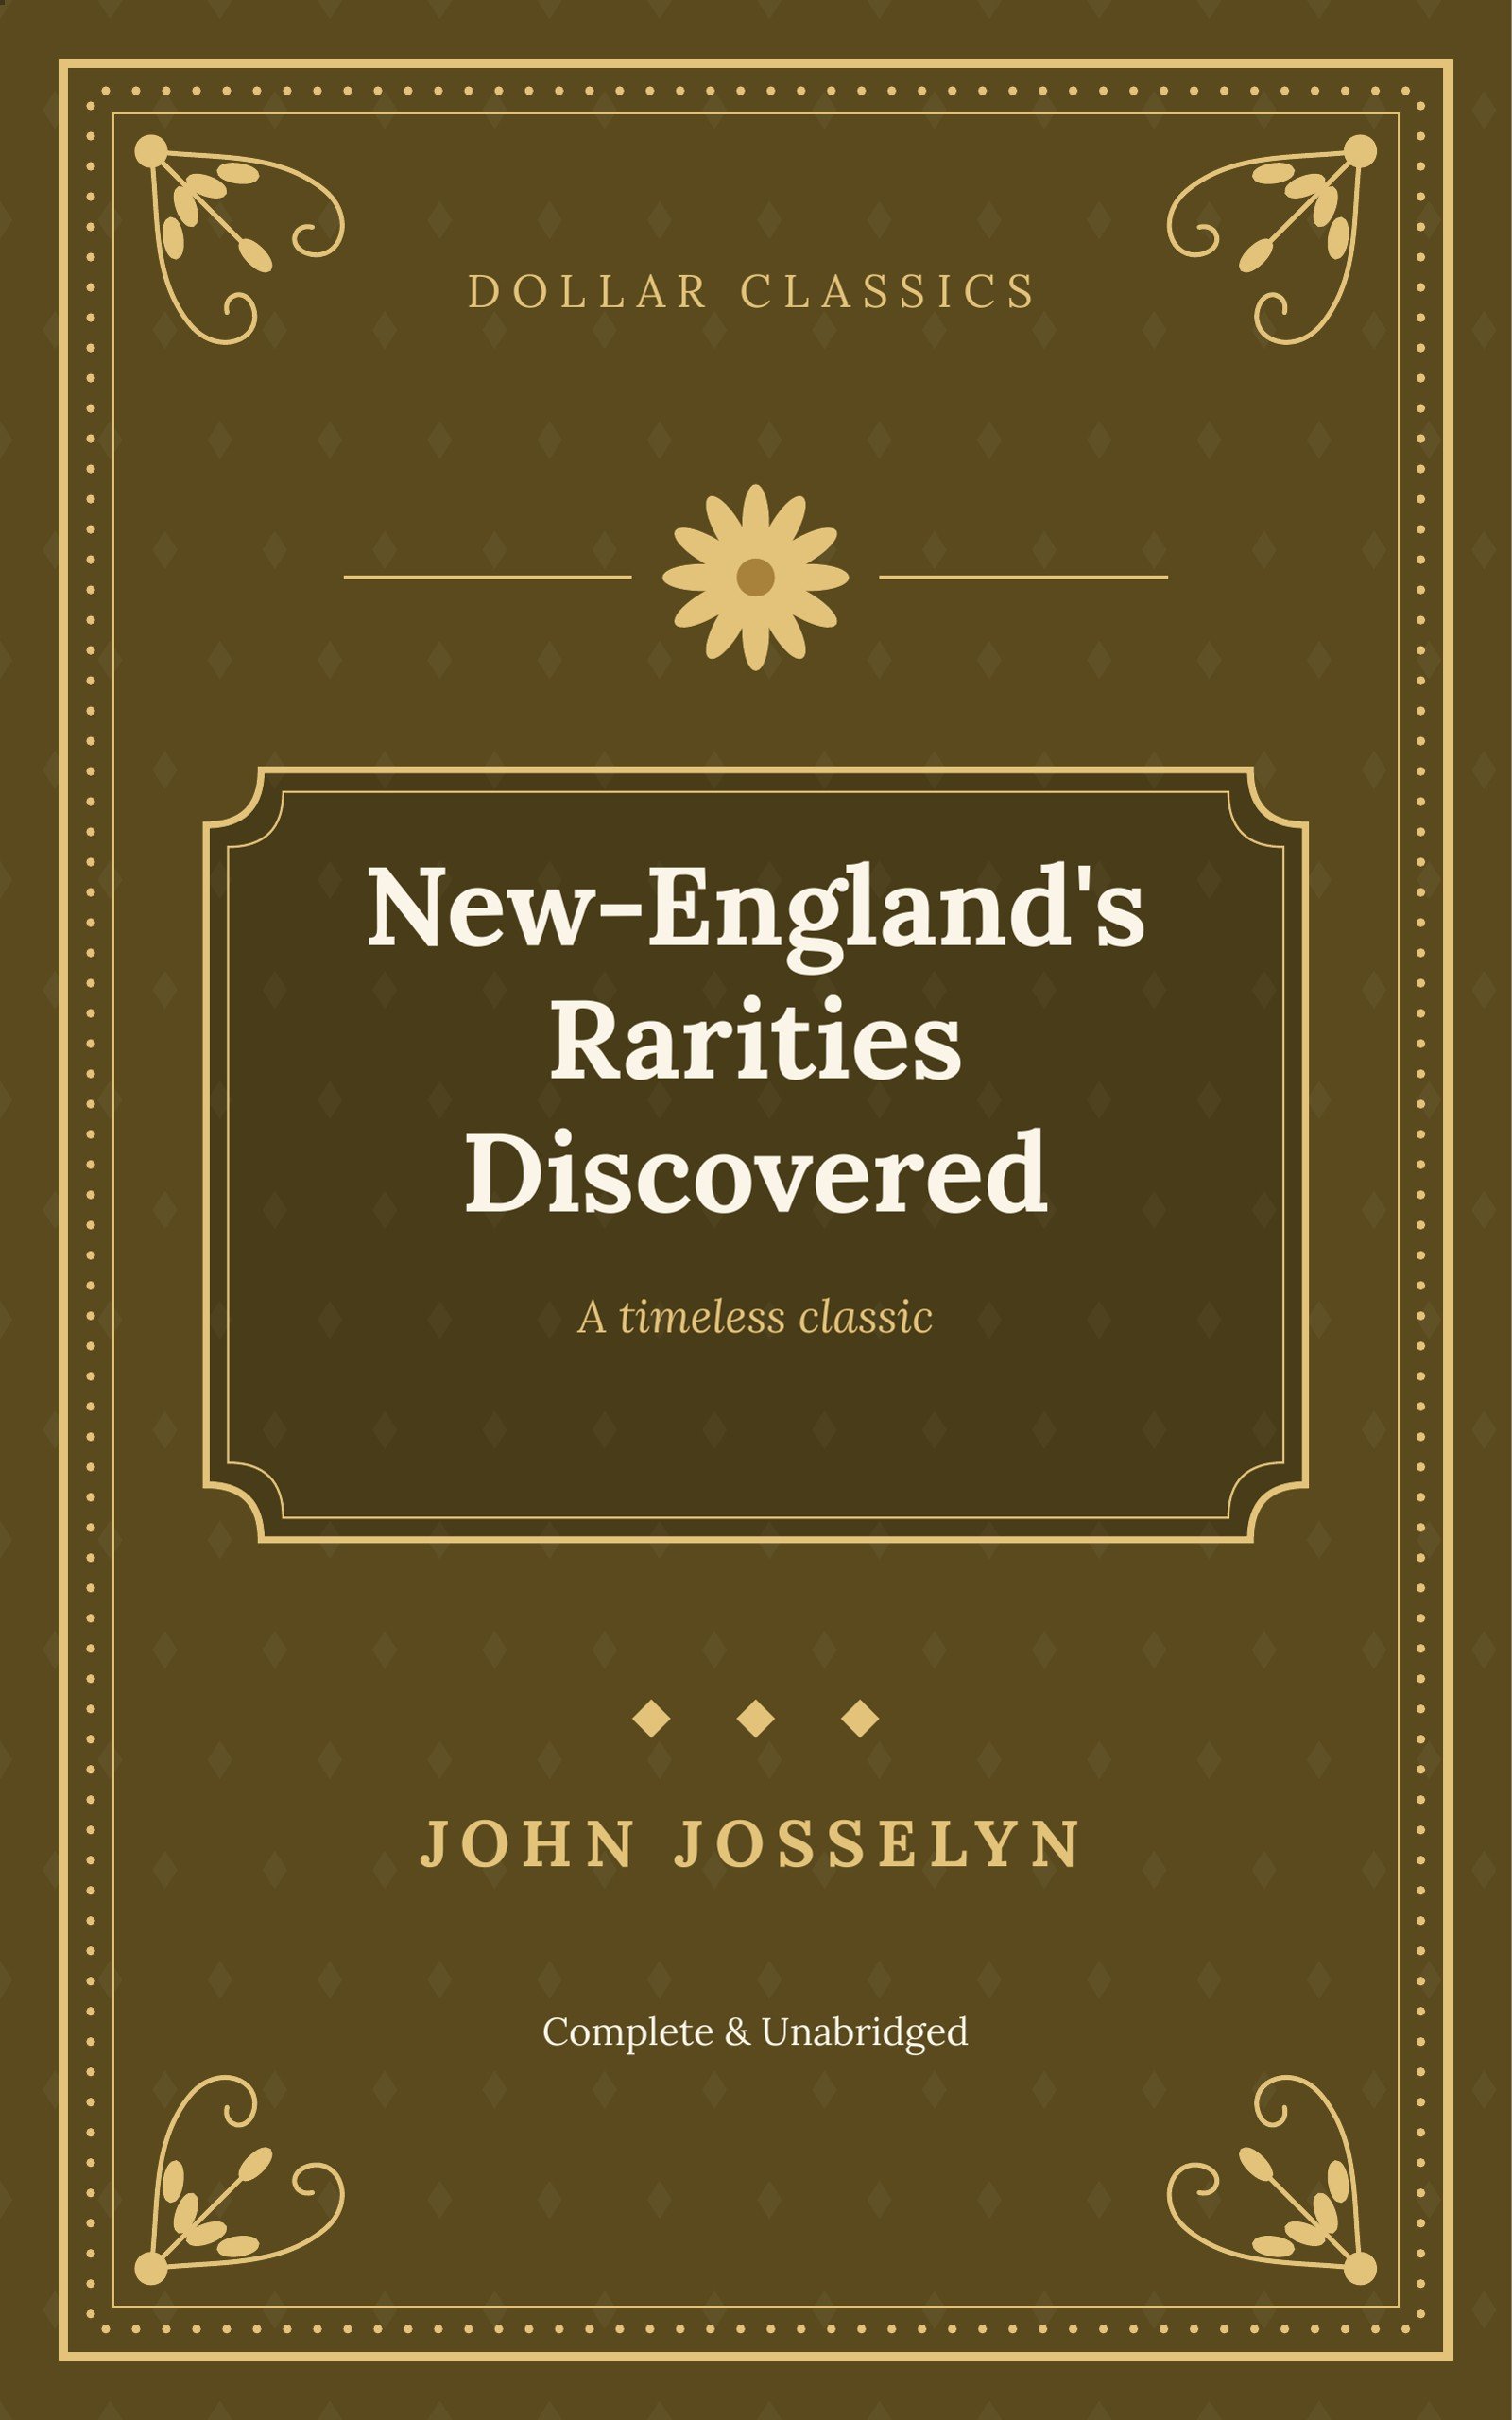 DOLLAR CLASSICS
New-England's
Rarities
Discovered
A timeless classic
JOHN JOSSELYN
Complete & Unabridged